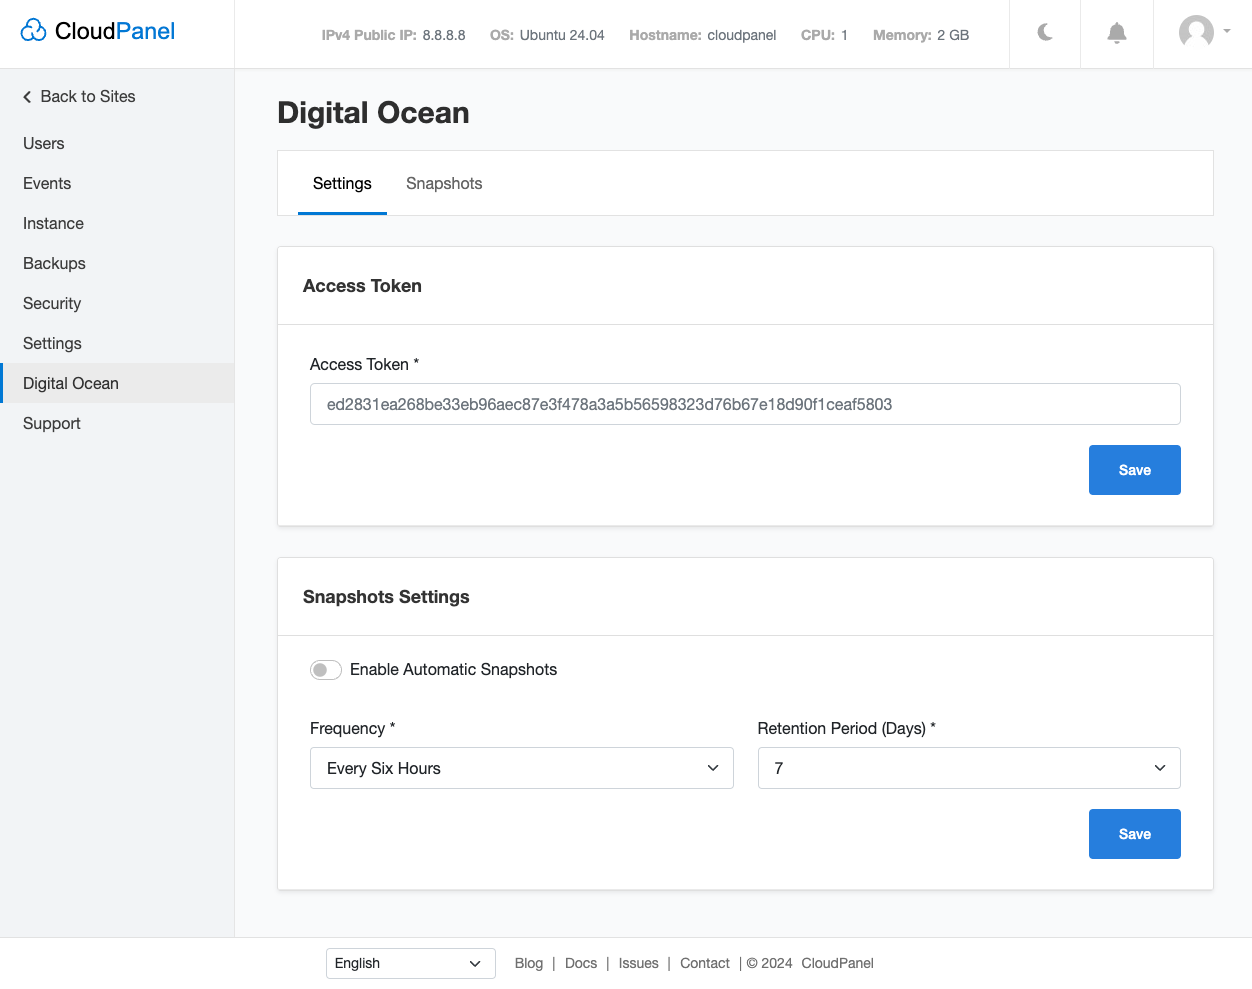 CloudPanel
IPv4 Public IP: 8.8.8.8 OS: Ubuntu 24.04 Hostname: cloudpanel CPU: 1 Memory: 2 GB
Back to Sites
Users
Events
Instance
Backups
Security
Settings
Digital Ocean
Support
Digital Ocean
Settings Snapshots
Access Token
Access Token *
ed2831ea268be33eb96aec87e3f478a3a5b56598323d76b67e18d90f1ceaf5803
Save
Snapshots Settings
Enable Automatic Snapshots
Frequency * Retention Period (Days) *
Every Six Hours 7
Save
English Blog | Docs | Issues | Contact | © 2024 CloudPanel